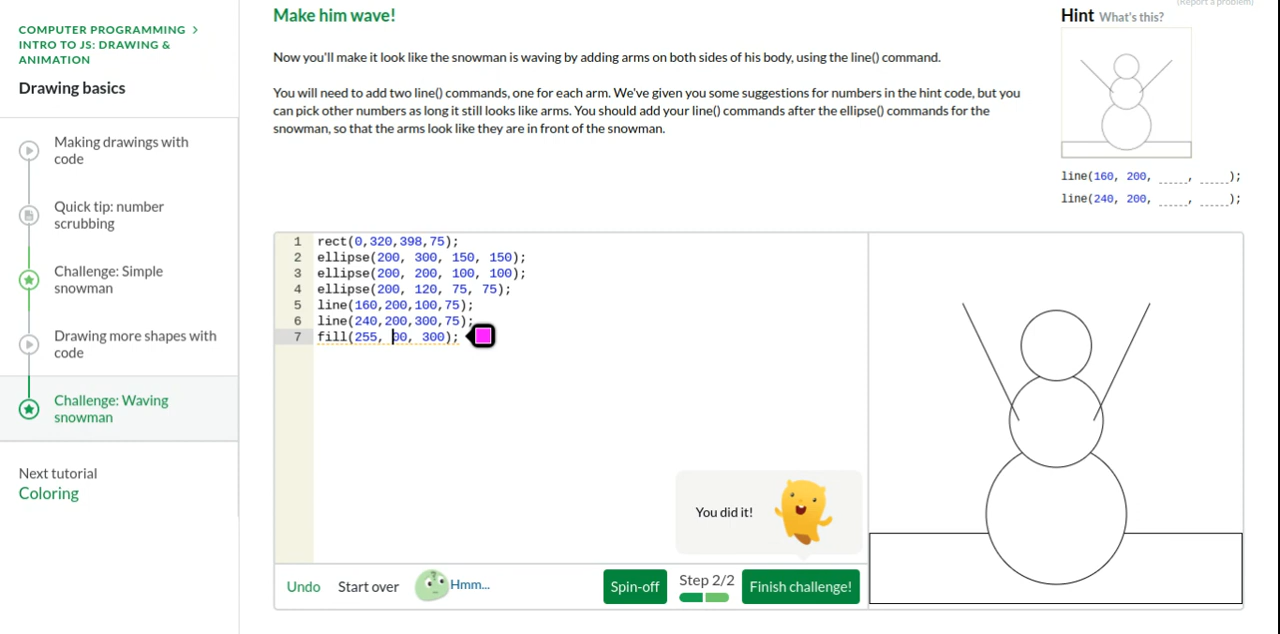 (Report a problem)
COMPUTER PROGRAMMING >
INTRO TO JS: DRAWING &
ANIMATION
Drawing basics
Making drawings with
code
Quick tip: number
scrubbing
Challenge: Simple
snowman
Drawing more shapes with
code
Challenge: Waving
snowman
Next tutorial
Coloring
Make him wave!
Now you'll make it look like the snowman is waving by adding arms on both sides of his body, using the line() command.
You will need to add two line() commands, one for each arm. We've given you some suggestions for numbers in the hint code, but you
can pick other numbers as long it still looks like arms. You should add your line() commands after the ellipse() commands for the
snowman, so that the arms look like they are in front of the snowman.
Hint What's this?
line(160, 200, _____, _____);
line(240, 200, _____, _____);
1 rect(0,320,398,75);
2 ellipse(200, 300, 150, 150);
3 ellipse(200, 200, 100, 100);
4 ellipse(200, 120, 75, 75);
5 line(160,200,100,75);
6 line(240,200,300,75);
7 fill(255, 00, 300);
You did it!
Undo Start over Hmm... Spin-off Step 2/2 Finish challenge!